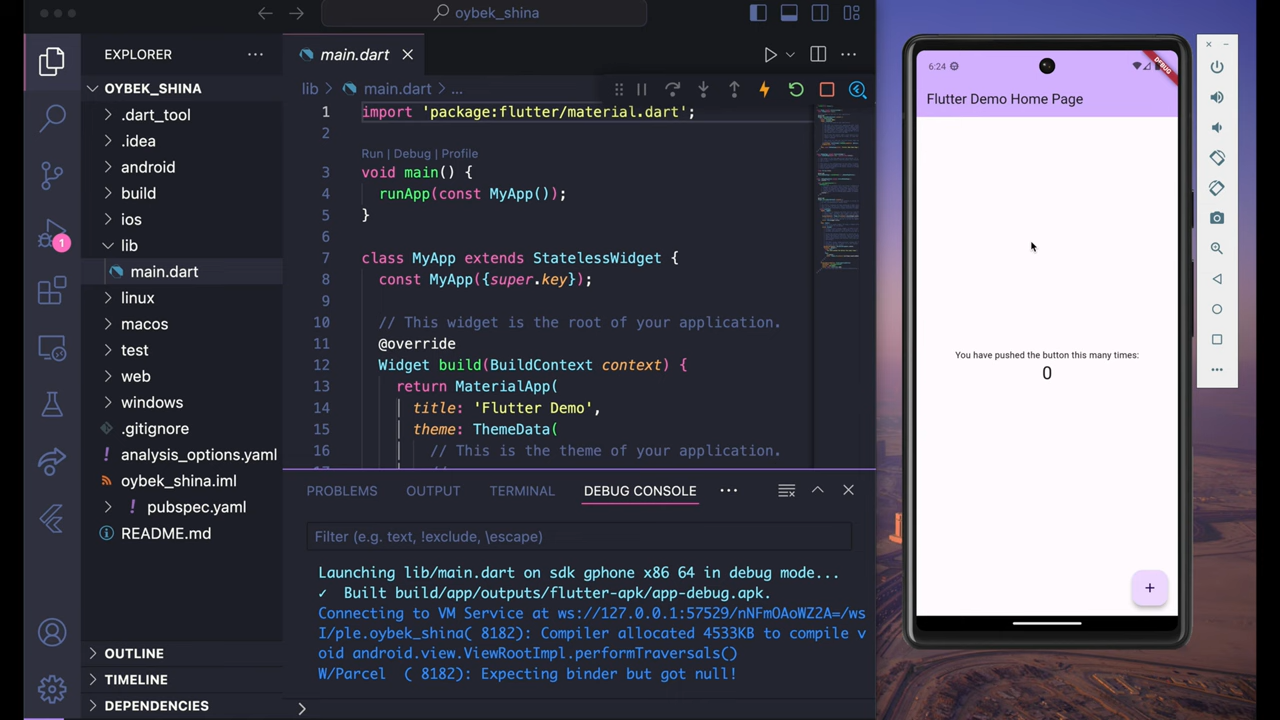 oybek_shina
EXPLORER
OYBEK_SHINA
.dart_tool
.idea
android
build
ios
lib
main.dart
linux
macos
test
web
windows
.gitignore
analysis_options.yaml
oybek_shina.iml
pubspec.yaml
README.md
OUTLINE
TIMELINE
DEPENDENCIES
1
main.dart
lib > main.dart > ...
1 import 'package:flutter/material.dart';
2
Run | Debug | Profile
3 void main() {
4 runApp(const MyApp());
5 }
6
7 class MyApp extends StatelessWidget {
8 const MyApp({super.key});
9
10 // This widget is the root of your application.
11 @override
12 Widget build(BuildContext context) {
13 return MaterialApp(
14 title: 'Flutter Demo',
15 theme: ThemeData(
16 // This is the theme of your application.
PROBLEMS OUTPUT TERMINAL DEBUG CONSOLE
Filter (e.g. text, !exclude, \escape)
Launching lib/main.dart on sdk gphone x86 64 in debug mode...
✓ Built build/app/outputs/flutter-apk/app-debug.apk.
Connecting to VM Service at ws://127.0.0.1:57529/nNFmOAoWZ2A=/ws
I/ple.oybek_shina( 8182): Compiler allocated 4533KB to compile v
oid android.view.ViewRootImpl.performTraversals()
W/Parcel ( 8182): Expecting binder but got null!
6:24
DEBUG
Flutter Demo Home Page
You have pushed the button this many times:
0
+